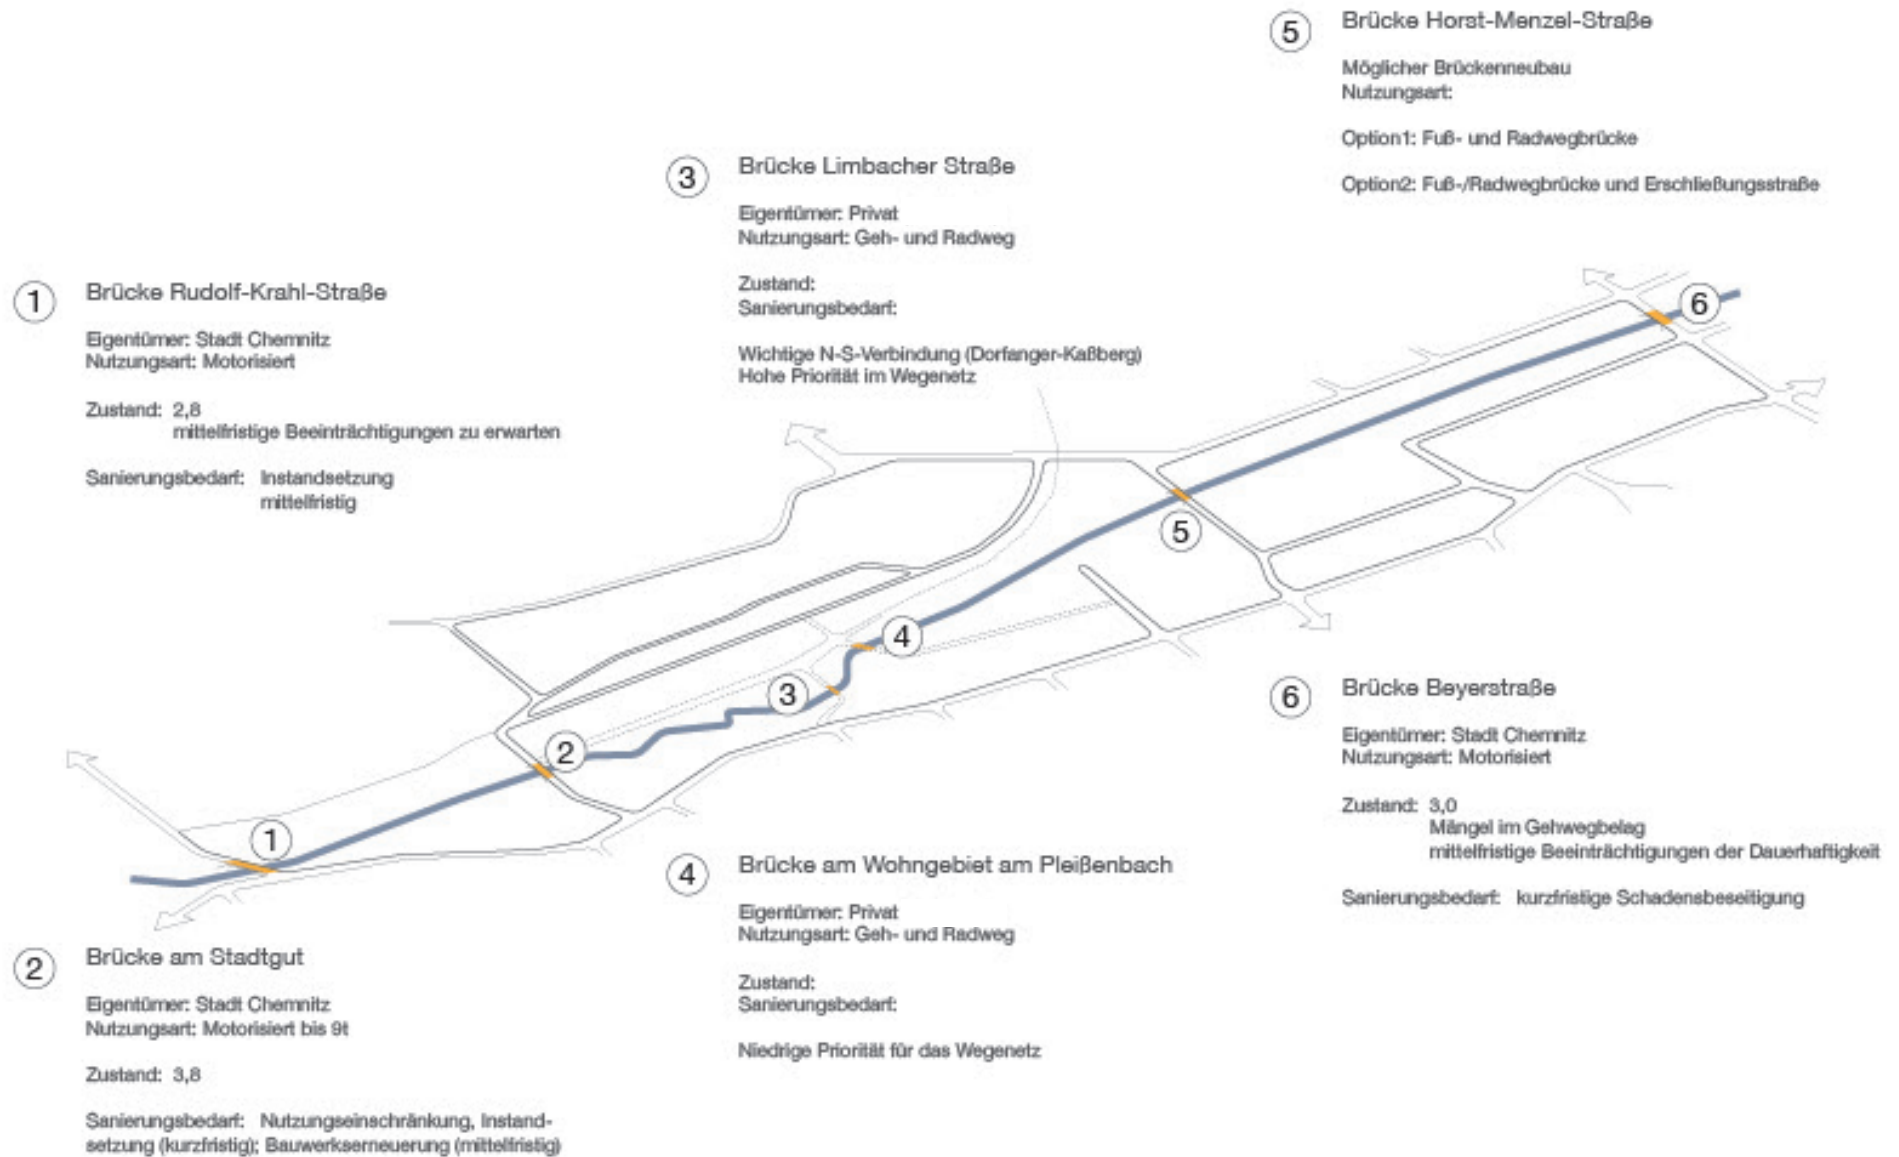 1
Brücke Rudolf-Krahl-Straße
Eigentümer: Stadt Chemnitz
Nutzungsart: Motorisiert
Zustand: 2,8
mittelfristige Beeinträchtigungen zu erwarten
Sanierungsbedarf: Instandsetzung
mittelfristig
2
Brücke am Stadtgut
Eigentümer: Stadt Chemnitz
Nutzungsart: Motorisiert bis 9t
Zustand: 3,8
Sanierungsbedarf: Nutzungseinschränkung, Instand-
setzung (kurzfristig); Bauwerkserneuerung (mittelfristig)
3
Brücke Limbacher Straße
Eigentümer: Privat
Nutzungsart: Geh- und Radweg
Zustand:
Sanierungsbedarf:
Wichtige N-S-Verbindung (Dorfanger-Kaßberg)
Hohe Priorität im Wegenetz
4
Brücke am Wohngebiet am Pleißenbach
Eigentümer: Privat
Nutzungsart: Geh- und Radweg
Zustand:
Sanierungsbedarf:
Niedrige Priorität für das Wegenetz
5
Brücke Horst-Menzel-Straße
Möglicher Brückenneubau
Nutzungsart:
Option1: Fuß- und Radwegbrücke
Option2: Fuß-/Radwegbrücke und Erschließungsstraße
6
Brücke Beyerstraße
Eigentümer: Stadt Chemnitz
Nutzungsart: Motorisiert
Zustand: 3,0
Mängel im Gehwegbelag
mittelfristige Beeinträchtigungen der Dauerhaftigkeit
Sanierungsbedarf: kurzfristige Schadensbeseitigung
1
2
3
4
5
6